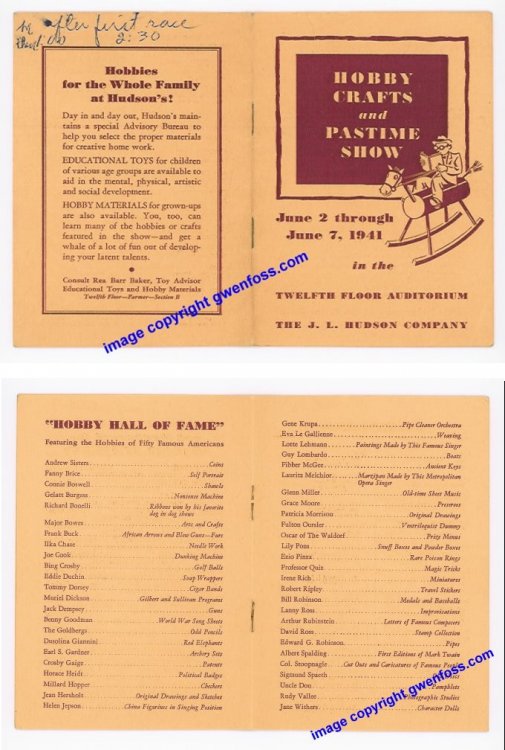 after first race
2:30
Hobbies
for the Whole Family
at Hudson's!
Day in and day out, Hudson's main-
tains a special Advisory Bureau to
help you select the proper materials
for creative home work.
EDUCATIONAL TOYS for children
of various age groups are available to
aid in the mental, physical, artistic
and social development.
HOBBY MATERIALS for grown-ups
are also available. You, too, can
learn many of the hobbies or crafts
featured in the show—and get a
whale of a lot of fun out of develop-
ing your latent talents.
Consult Rea Barr Baker, Toy Advisor
Educational Toys and Hobby Materials
Twelfth Floor—Farmer—Section B
HOBBY
CRAFTS
and
PASTIME
SHOW
June 2 through
June 7, 1941
in the
TWELFTH FLOOR AUDITORIUM
THE J. L. HUDSON COMPANY
image copyright gwenfoss.com
"HOBBY HALL OF FAME"
Featuring the Hobbies of Fifty Famous Americans
Andrew Sisters Coins
Fanny Brice Self Portrait
Connie Boswell Shawls
Gelatt Burgess Nonsense Machine
Richard Bonelli Ribbons won by his favorite
dog in dog shows
Major Bowes Arts and Crafts
Frank Buck African Arrows and Blow Guns—Furs
Ilka Chase Needle Work
Joe Cook Dunking Machine
Bing Crosby Golf Balls
Eddie Duchin Soap Wrappers
Tommy Dorsey Cigar Bands
Muriel Dickson Gilbert and Sullivan Programs
Jack Dempsey Guns
Benny Goodman World War Song Sheets
The Goldbergs Odd Pencils
Dusolina Giannini Red Elephants
Earl S. Gardner Archery Sets
Crosby Gaige Patents
Horace Heidt Political Badges
Millard Hopper Checkers
Jean Hersholt Original Drawings and Sketches
Helen Jepson China Figurines in Singing Position
Gene Krupa Pipe Cleaner Orchestra
Eva Le Gallienne Weaving
Lotte Lehmann Paintings Made by This Famous Singer
Guy Lombardo Boats
Fibber McGee Ancient Keys
Lauritz Melchior Marzipan Made by This Metropolitan
Opera Singer
Glenn Miller Old-time Sheet Music
Grace Moore
Patricia Morrison Original Drawings
Fulton Oursler Ventriloquist Dummy
Oscar of The Waldorf Prize Menus
Lily Pons Snuff Boxes and Powder Boxes
Ezio Pinza Rare Poison Rings
Professor Quiz Magic Tricks
Irene Rich Miniatures
Robert Ripley Travel Stickers
Bill Robinson Medals and Baseballs
Lanny Ross Improvisations
Arthur Rubinstein Letters of Famous Composers
David Ross Stamp Collection
Edward G. Robinson Pipes
Albert Spalding First Editions of Mark Twain
Col. Stoopnagle Cut Outs and Caricatures of Famous People
Sigmund Spaeth
Uncle Don Pamphlets
Rudy Vallee Photographic Studies
Jane Withers Character Dolls
image copyright gwenfoss.com